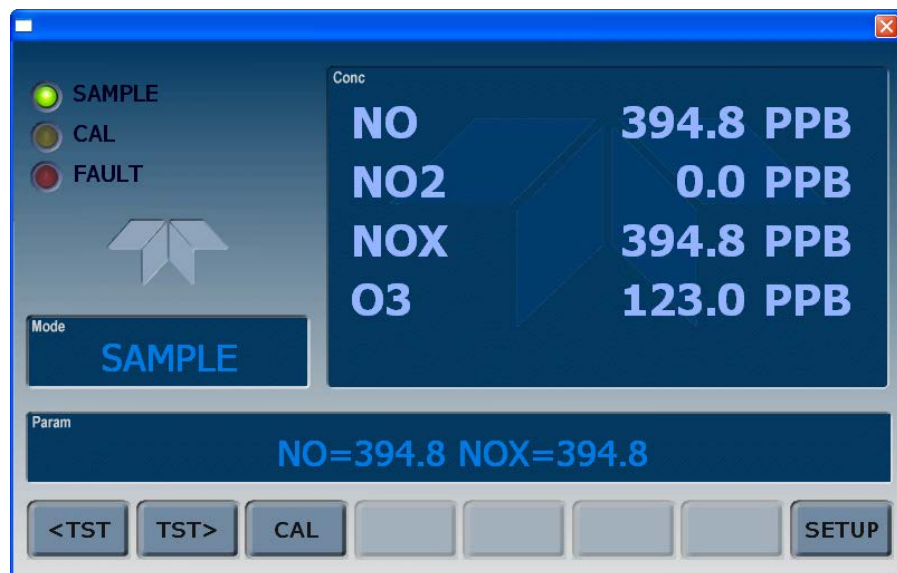 SAMPLE
CAL
FAULT
Conc
NO 394.8 PPB
NO2 0.0 PPB
NOX 394.8 PPB
O3 123.0 PPB
Mode
SAMPLE
Param
NO=394.8 NOX=394.8
<TST TST> CAL SETUP